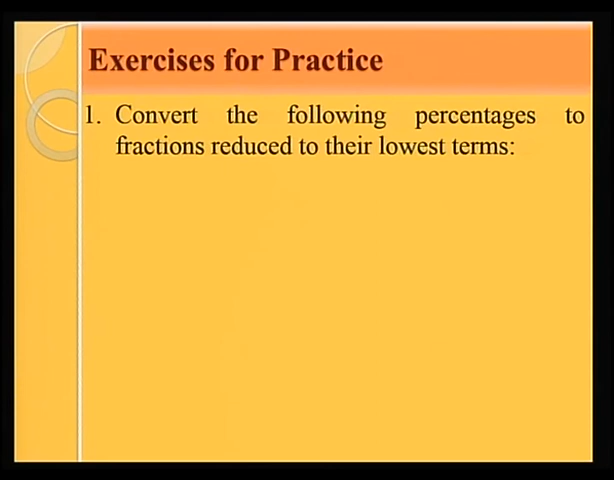 Exercises for Practice
1. Convert the following percentages to
fractions reduced to their lowest terms: